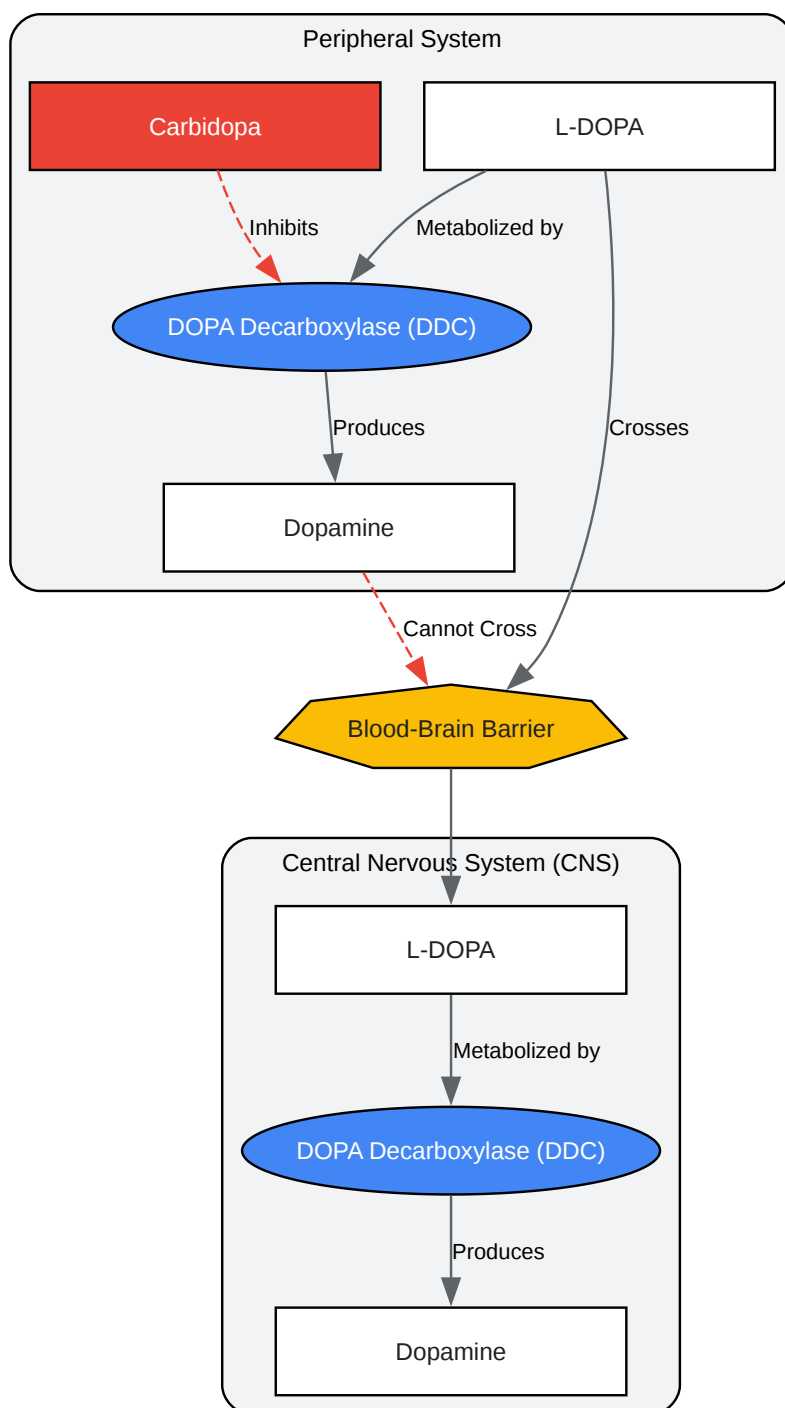 Peripheral System
Carbidopa
L-DOPA
Inhibits
Metabolized by
DOPA Decarboxylase (DDC)
Produces
Crosses
Dopamine
Cannot Cross
Blood-Brain Barrier
Central Nervous System (CNS)
L-DOPA
Metabolized by
DOPA Decarboxylase (DDC)
Produces
Dopamine